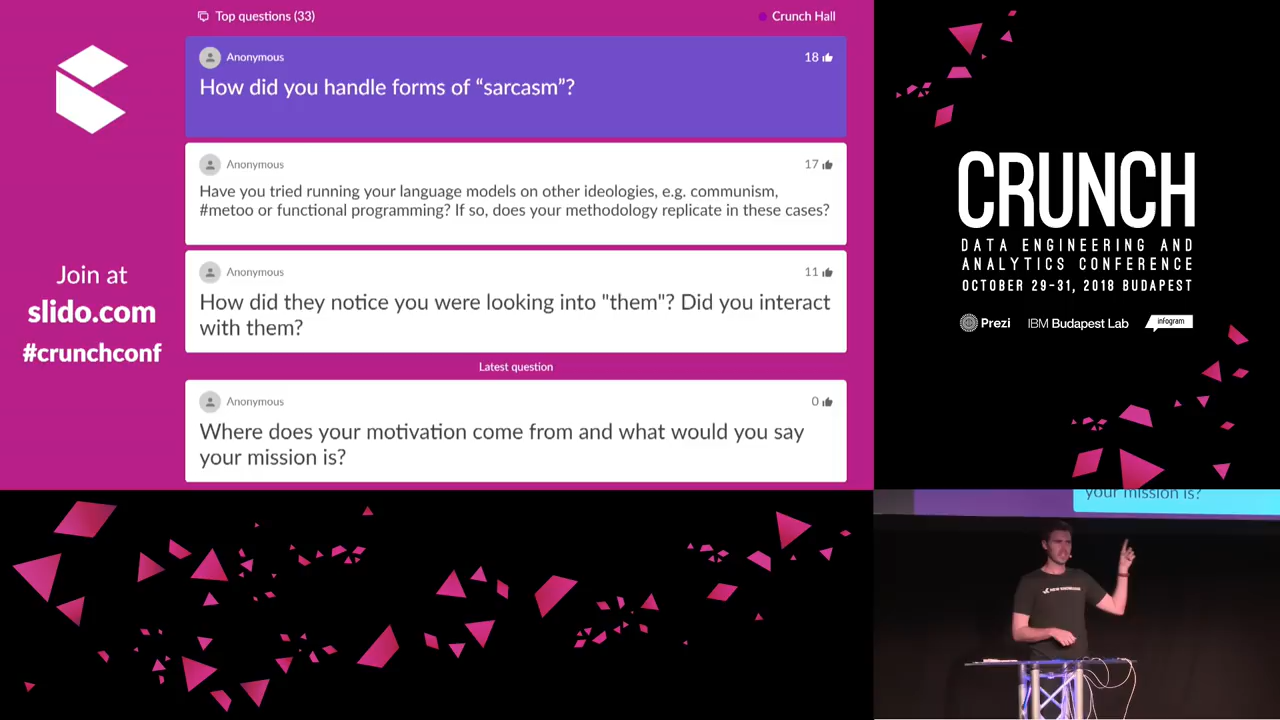 Top questions (33)
Crunch Hall
Anonymous
18
How did you handle forms of “sarcasm”?
Anonymous
17
Have you tried running your language models on other ideologies, e.g. communism,
#metoo or functional programming? If so, does your methodology replicate in these cases?
Anonymous
11
How did they notice you were looking into "them"? Did you interact
with them?
Latest question
Anonymous
0
Where does your motivation come from and what would you say
your mission is?
Join at
slido.com
#crunchconf
CRUNCH
DATA ENGINEERING AND
ANALYTICS CONFERENCE
OCTOBER 29-31, 2018 BUDAPEST
Prezi
IBM Budapest Lab
infogram
your mission is?